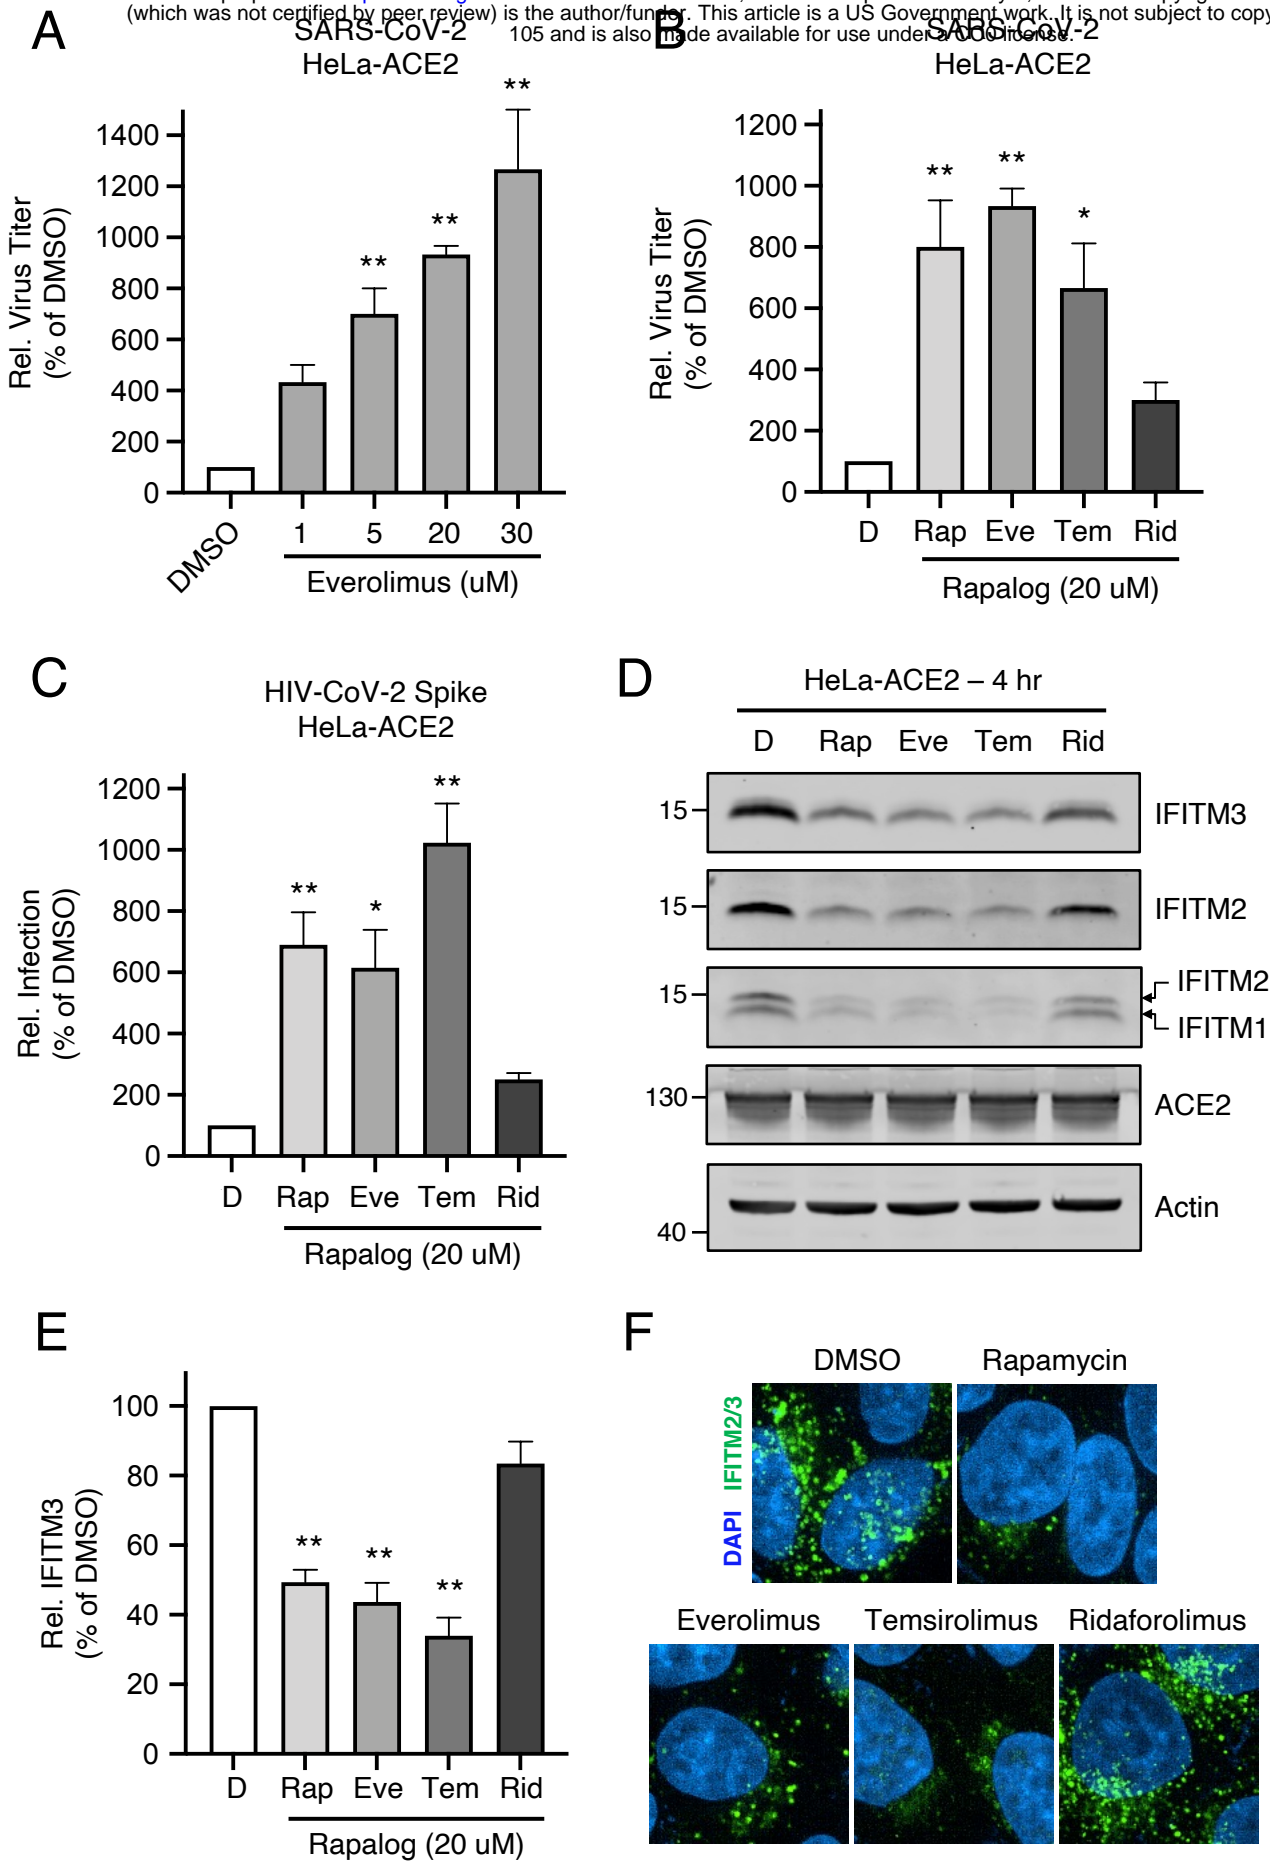 (which was not certified by peer review) is the author/funder. This article is a US Government work. It is not subject to copy
105 and is also made available for use under a CC0 license.
A
SARS-CoV-2
HeLa-ACE2
Rel. Virus Titer
(% of DMSO)
1400
1200
1000
800
600
400
200
0
**
**
**
DMSO
1
5
20
30
Everolimus (uM)
B
SARS-CoV-2
HeLa-ACE2
Rel. Virus Titer
(% of DMSO)
1200
1000
800
600
400
200
0
**
**
*
D
Rap
Eve
Tem
Rid
Rapalog (20 uM)
C
HIV-CoV-2 Spike
HeLa-ACE2
Rel. Infection
(% of DMSO)
1200
1000
800
600
400
200
0
**
*
**
D
Rap
Eve
Tem
Rid
Rapalog (20 uM)
D
HeLa-ACE2 – 4 hr
D
Rap
Eve
Tem
Rid
15
IFITM3
15
IFITM2
15
IFITM2
IFITM1
130
ACE2
Actin
40
E
Rel. IFITM3
(% of DMSO)
100
80
60
40
20
0
**
**
**
D
Rap
Eve
Tem
Rid
Rapalog (20 uM)
F
DMSO
Rapamycin
DAPI IFITM2/3
Everolimus
Temsirolimus
Ridaforolimus